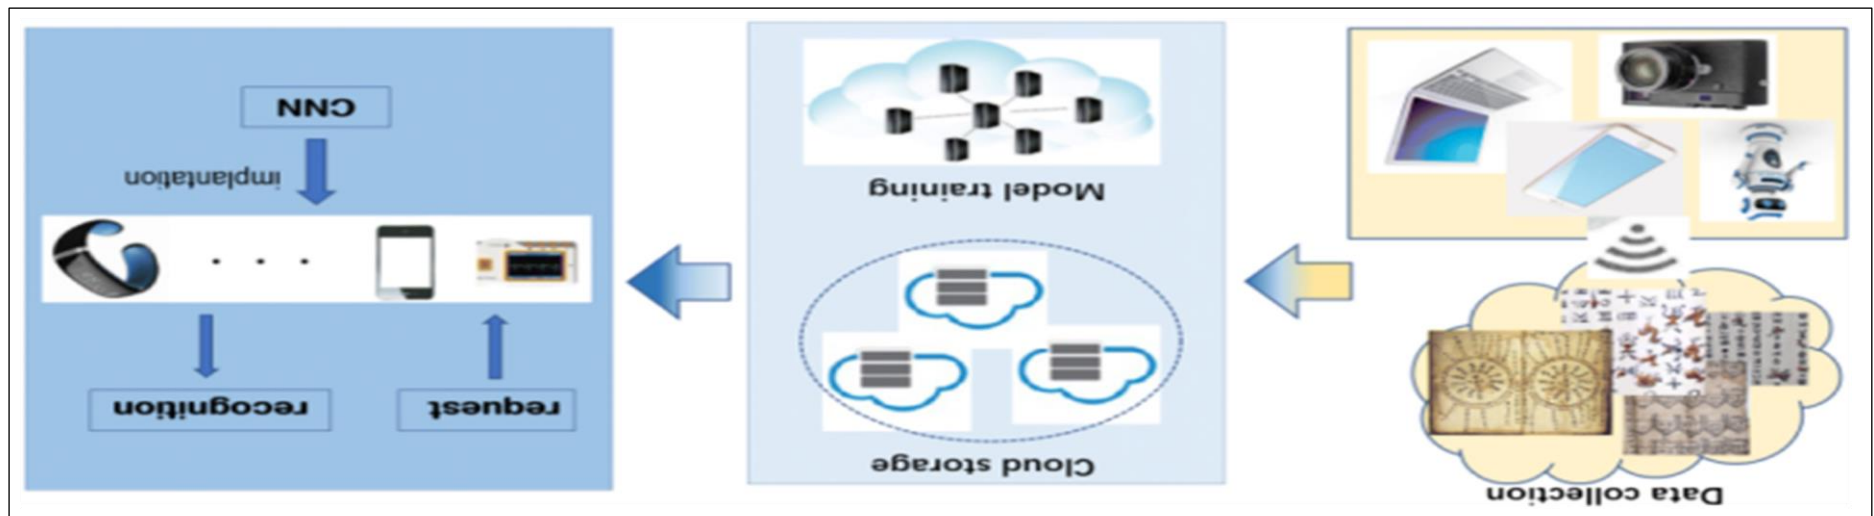 Data collection
Cloud storage
Model training
request
recognition
implantation
CNN